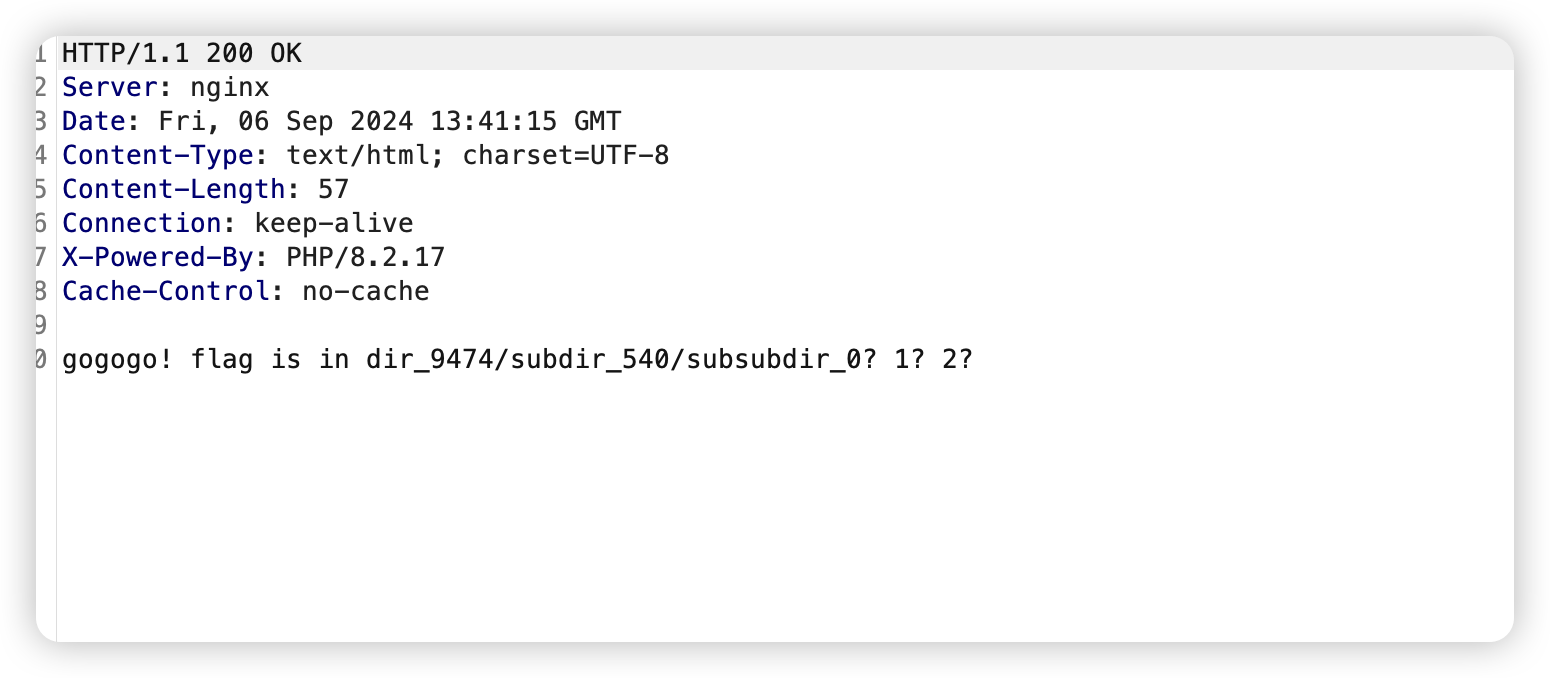 1 HTTP/1.1 200 OK
2 Server: nginx
3 Date: Fri, 06 Sep 2024 13:41:15 GMT
4 Content-Type: text/html; charset=UTF-8
5 Content-Length: 57
6 Connection: keep-alive
7 X-Powered-By: PHP/8.2.17
8 Cache-Control: no-cache
9
0 gogogo! flag is in dir_9474/subdir_540/subsubdir_0? 1? 2?